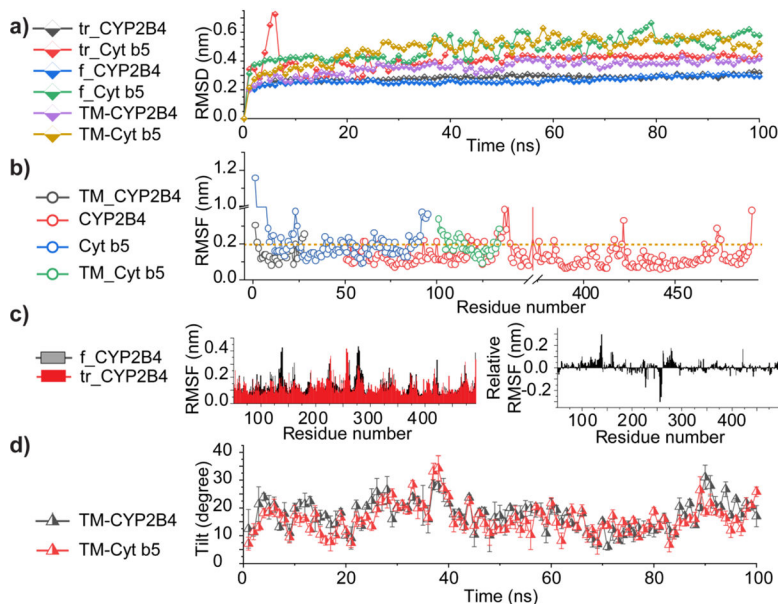 a)
tr_CYP2B4
tr_Cyt b5
f_CYP2B4
f_Cyt b5
TM-CYP2B4
TM-Cyt b5
RMSD (nm)
0.8
0.6
0.4
0.2
0.0
0 20 40 60 80 100
Time (ns)
b)
TM_CYP2B4
CYP2B4
Cyt b5
TM_Cyt b5
RMSF (nm)
1.2
1.0
0.2
0.0
0 50 100 400 450
Residue number
c)
f_CYP2B4
tr_CYP2B4
RMSF (nm)
0.4
0.2
0.0
100 200 300 400
Residue number
Relative
RMSF (nm)
0.2
0.0
-0.2
100 200 300 400
Residue number
d)
TM-CYP2B4
TM-Cyt b5
Tilt (degree)
40
30
20
10
0
0 20 40 60 80 100
Time (ns)